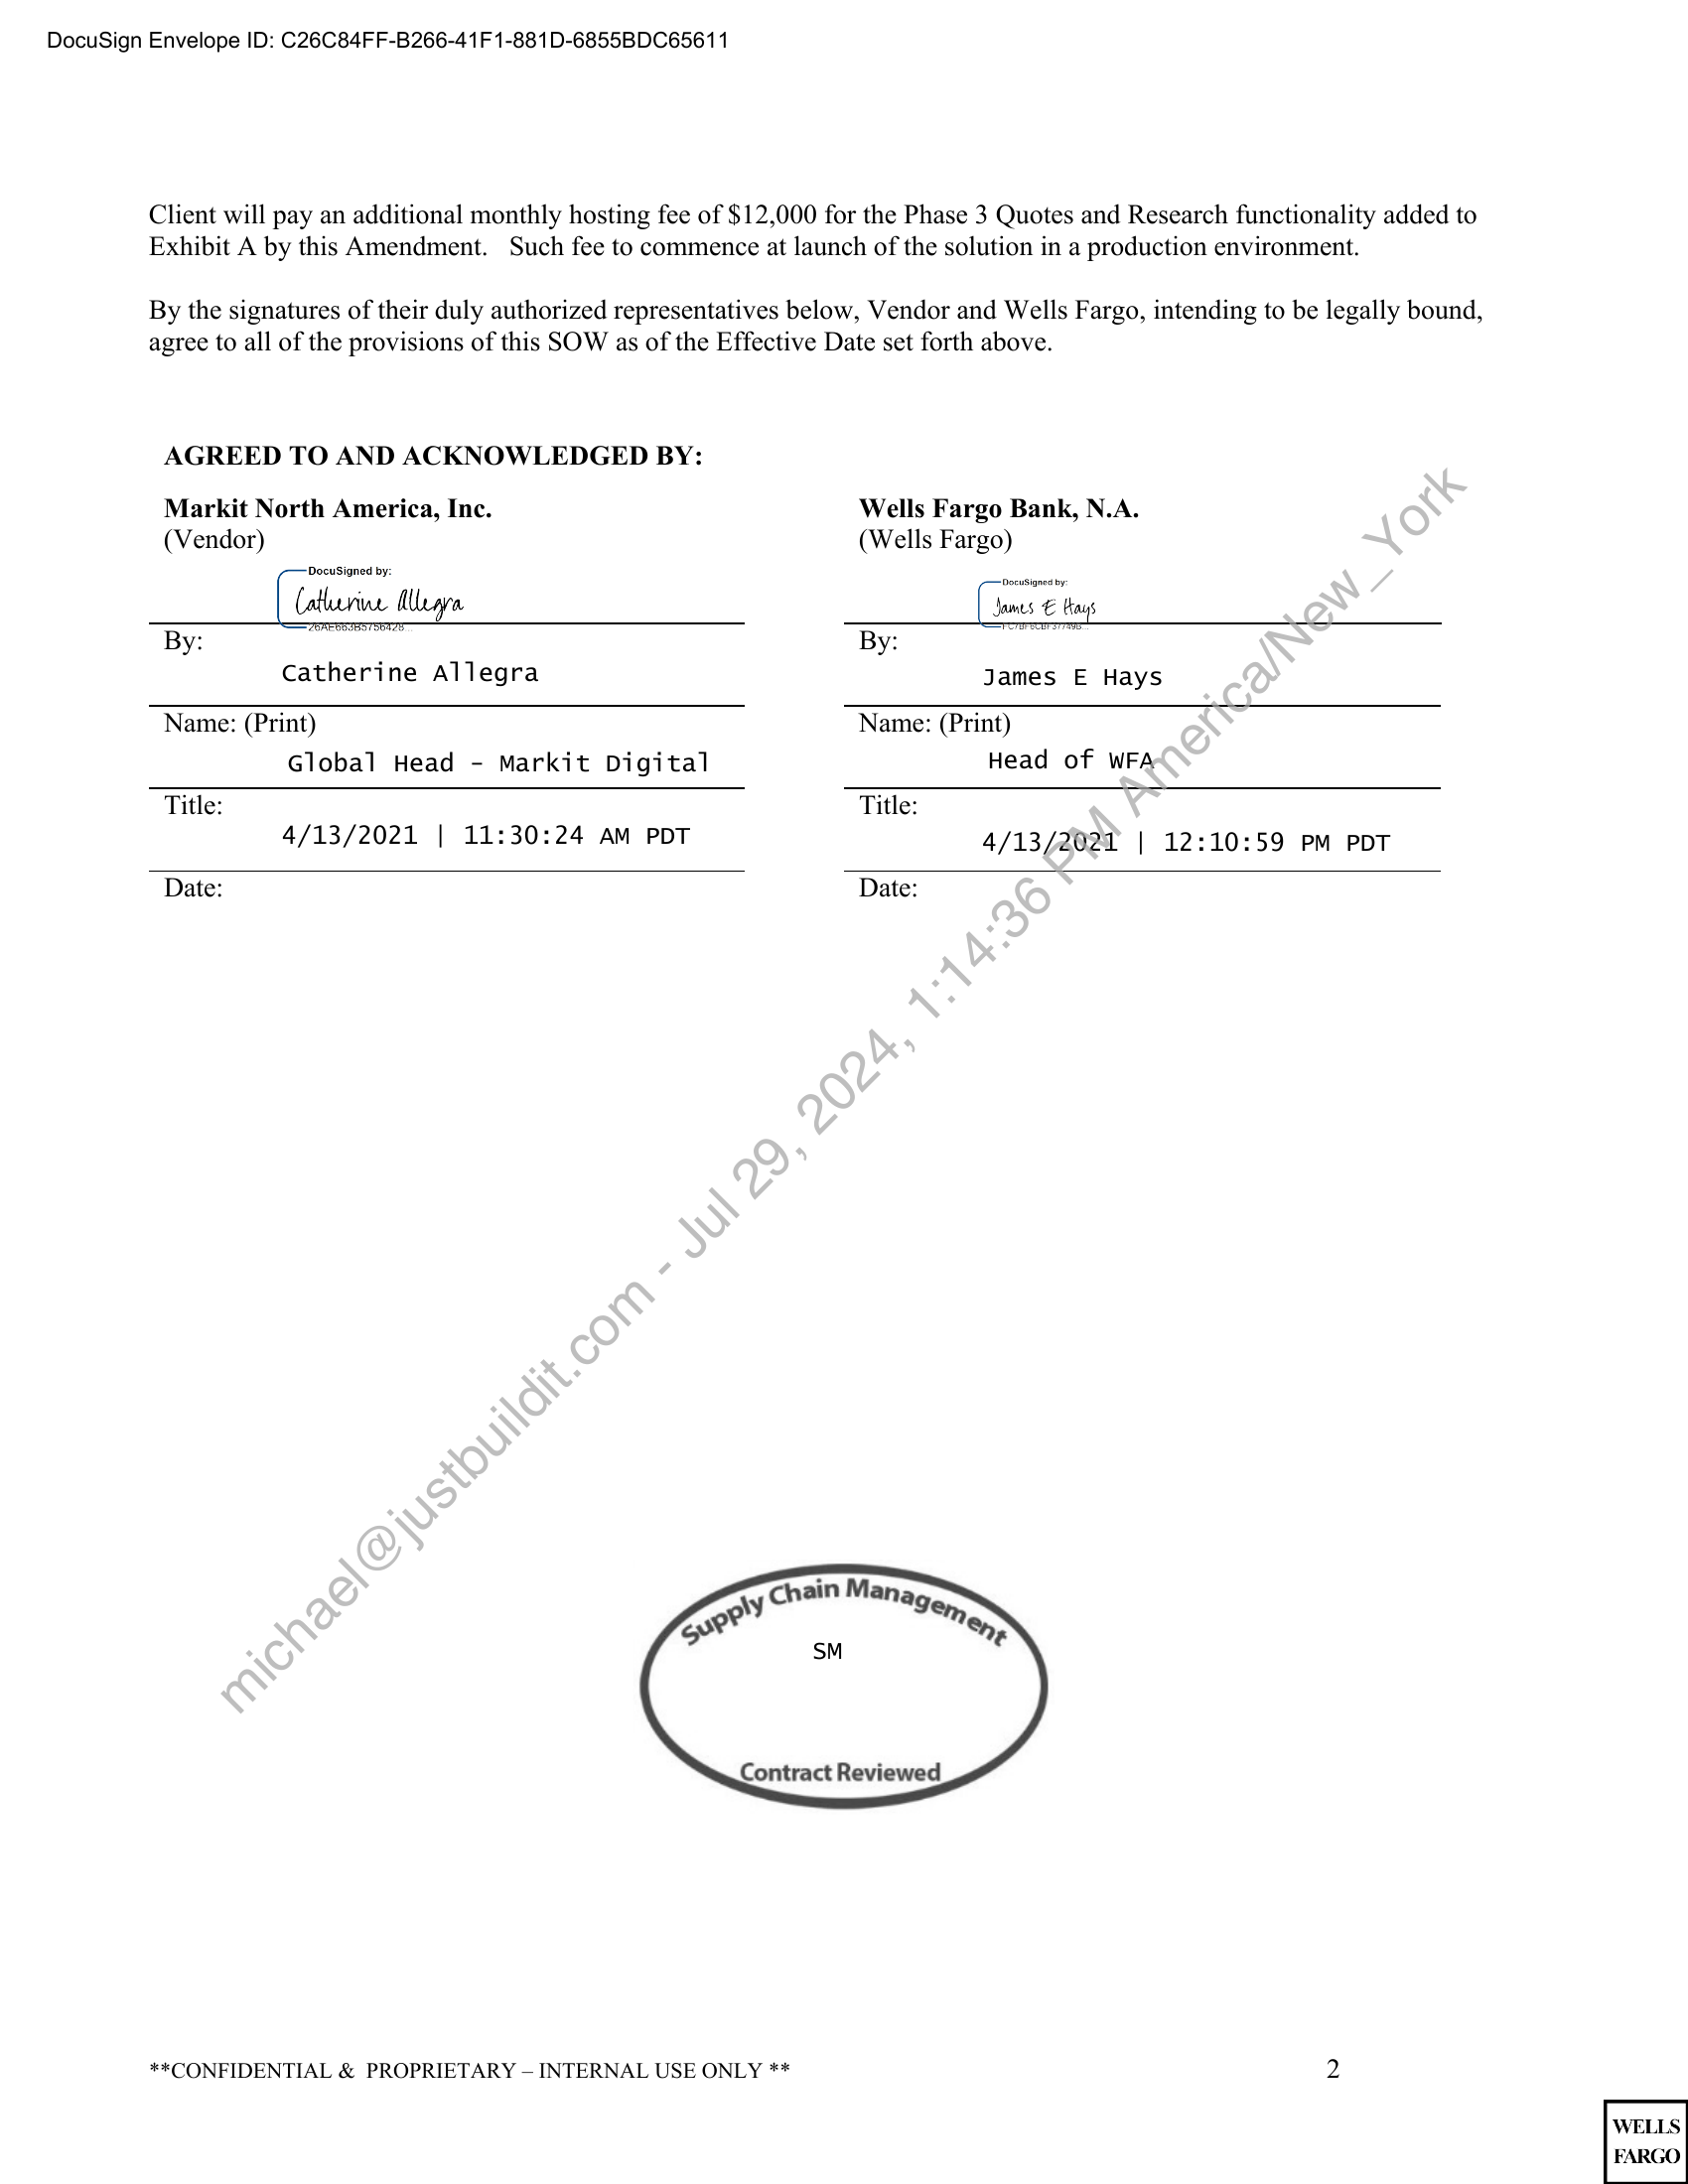 DocuSign Envelope ID: C26C84FF-B266-41F1-881D-6855BDC65611
Client will pay an additional monthly hosting fee of $12,000 for the Phase 3 Quotes and Research functionality added to
Exhibit A by this Amendment.   Such fee to commence at launch of the solution in a production environment.
By the signatures of their duly authorized representatives below, Vendor and Wells Fargo, intending to be legally bound,
agree to all of the provisions of this SOW as of the Effective Date set forth above.
AGREED TO AND ACKNOWLEDGED BY:
Markit North America, Inc.
(Vendor)
DocuSigned by:
Catherine Allegra
26AE663B5756428...
By:
Catherine Allegra
Name: (Print)
Global Head - Markit Digital
Title:
4/13/2021 | 11:30:24 AM PDT
Date:
Wells Fargo Bank, N.A.
(Wells Fargo)
DocuSigned by:
James E Hays
By:
James E Hays
Name: (Print)
Head of WFA
Title:
4/13/2021 | 12:10:59 PM PDT
Date:
michael@justbuildit.com - Jul 29, 2024, 1:14:36 PM America/New_York
Supply Chain Management
SM
Contract Reviewed
**CONFIDENTIAL &  PROPRIETARY – INTERNAL USE ONLY **
2
WELLS
FARGO